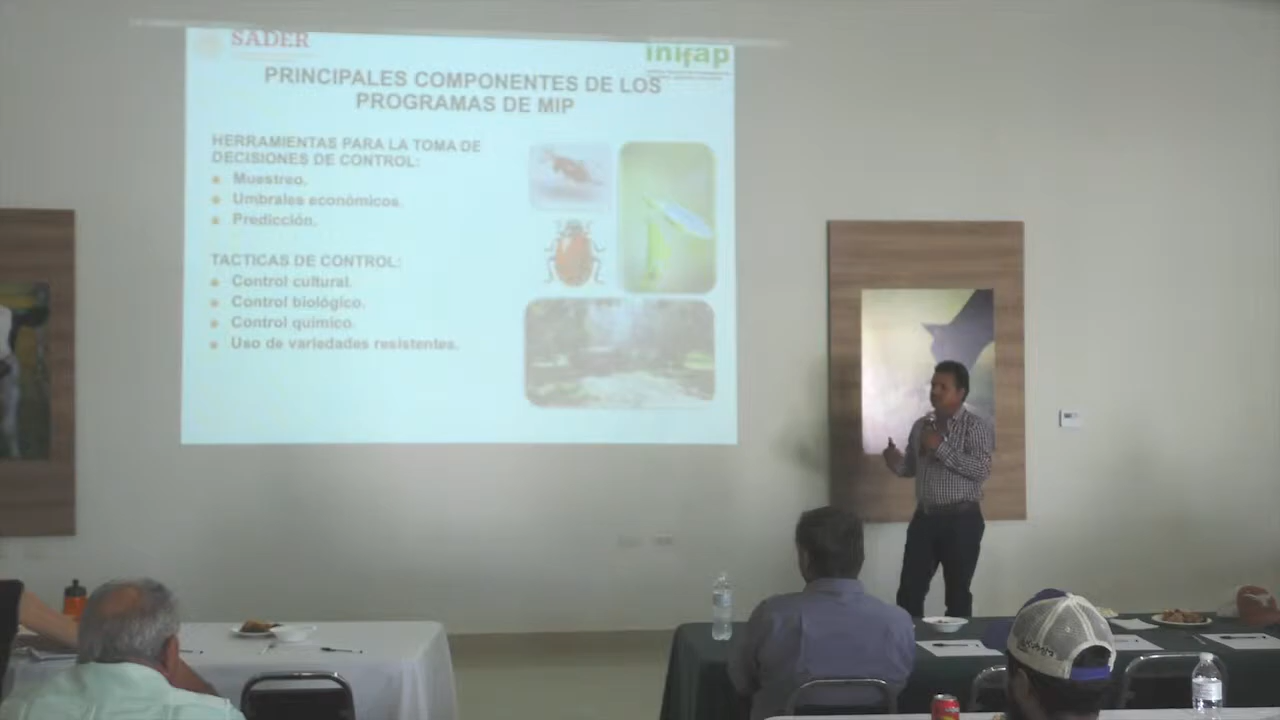 SADER
inifap
PRINCIPALES COMPONENTES DE LOS
PROGRAMAS DE MIP
HERRAMIENTAS PARA LA TOMA DE
DECISIONES DE CONTROL:
Muestreo.
Umbrales económicos.
Predicción.
TACTICAS DE CONTROL:
Control cultural.
Control biológico.
Control químico.
Uso de variedades resistentes.